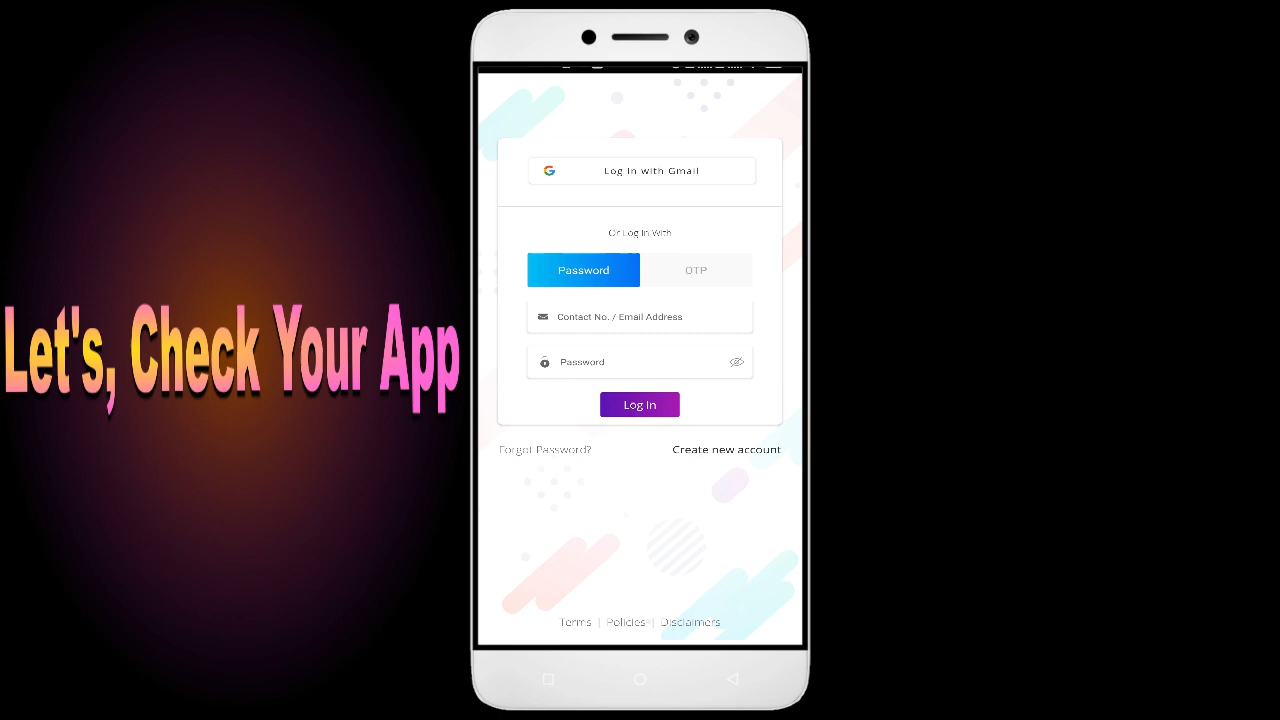 Let's, Check Your App
Log In with Gmail
Or Log In With
Password
OTP
Contact No. / Email Address
Password
Log In
Forgot Password?
Create new account
Terms | Policies | Disclaimers